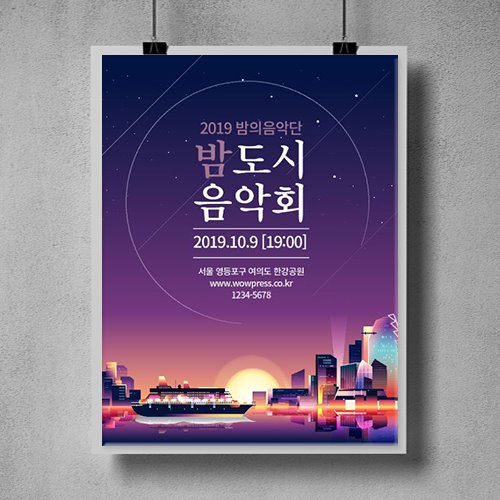 2019 밤의음악단
밤도시
음악회
2019.10.9 [19:00]
서울 영등포구 여의도 한강공원
www.wowpress.co.kr
1234-5678